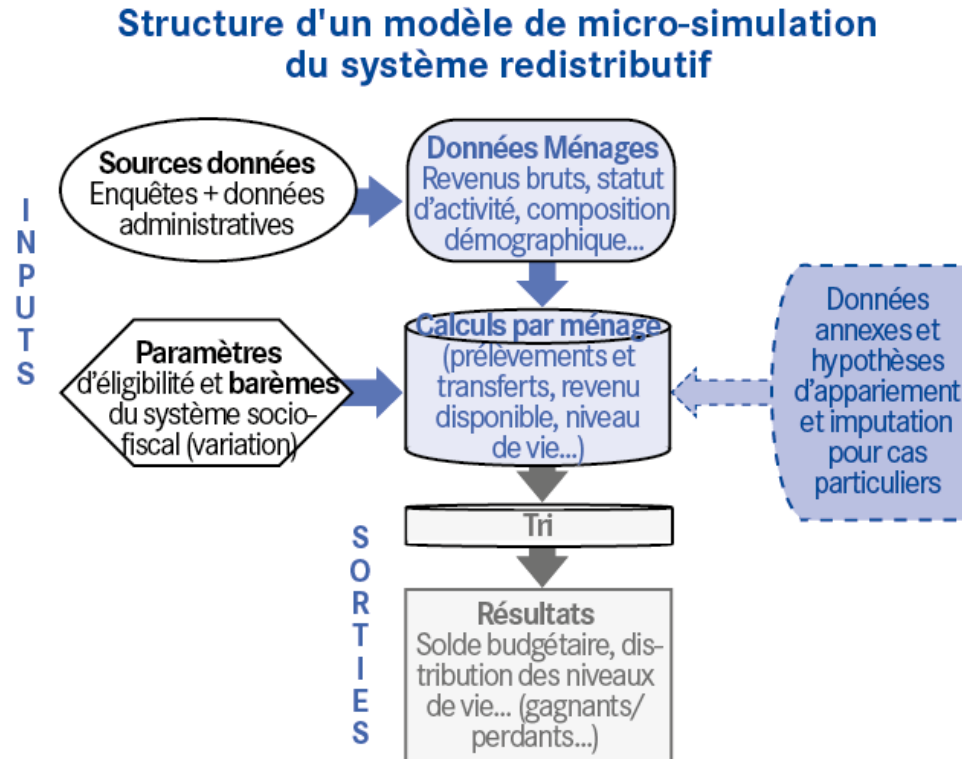 Structure d'un modèle de micro-simulation
du système redistributif
INPUTS
Sources données
Enquêtes + données
administratives
Données Ménages
Revenus bruts, statut
d'activité, composition
démographique...
Paramètres
d'éligibilité et barèmes
du système socio-
fiscal (variation)
Calculs par ménage
(prélèvements et
transferts, revenu
disponible, niveau
de vie...)
Données
annexes et
hypothèses
d'appariement
et imputation
pour cas
particuliers
SORTIES
Tri
Résultats
Solde budgétaire, dis-
tribution des niveaux
de vie... (gagnants/
perdants...)